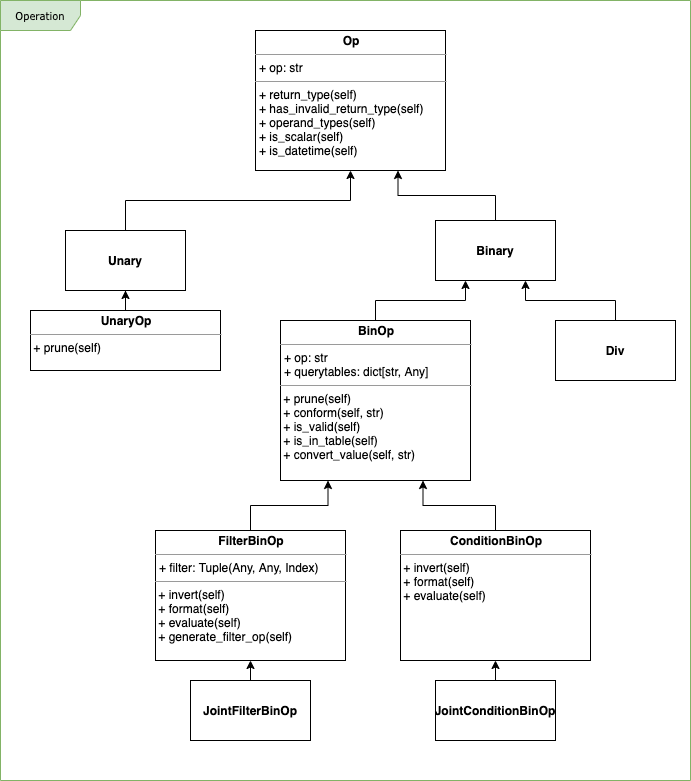 Operation
Op
+ op: str
+ return_type(self)
+ has_invalid_return_type(self)
+ operand_types(self)
+ is_scalar(self)
+ is_datetime(self)
Unary
Binary
UnaryOp
+ prune(self)
BinOp
+ op: str
+ querytables: dict[str, Any]
+ prune(self)
+ conform(self, str)
+ is_valid(self)
+ is_in_table(self)
+ convert_value(self, str)
Div
FilterBinOp
+ filter: Tuple(Any, Any, Index)
+ invert(self)
+ format(self)
+ evaluate(self)
+ generate_filter_op(self)
ConditionBinOp
+ invert(self)
+ format(self)
+ evaluate(self)
JointFilterBinOp
JointConditionBinOp